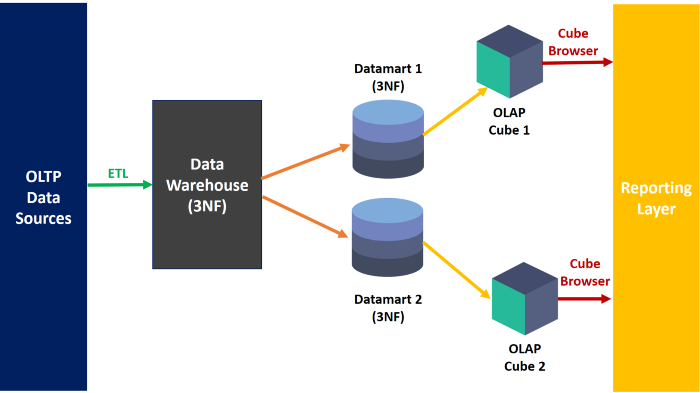 OLTP
Data
Sources
ETL
Data
Warehouse
(3NF)
Datamart 1
(3NF)
Datamart 2
(3NF)
OLAP
Cube 1
OLAP
Cube 2
Cube
Browser
Cube
Browser
Reporting
Layer